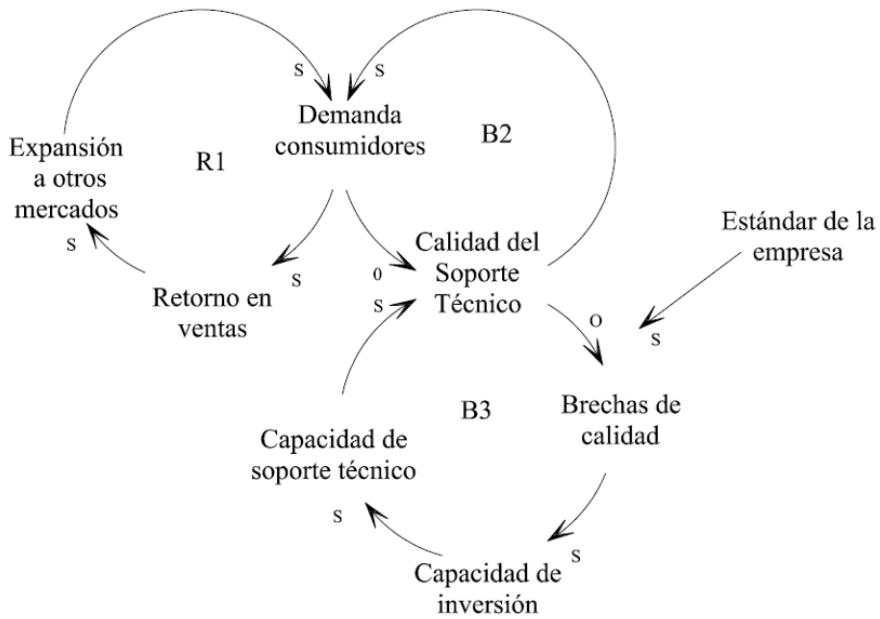 S
S
Demanda
consumidores
B2
Expansión
a otros
mercados
R1
S
Estándar de la
empresa
Calidad del
Soporte
Técnico
0
S
S
Retorno en
ventas
O
S
Brechas de
calidad
B3
Capacidad de
soporte técnico
S
S
Capacidad de
inversión